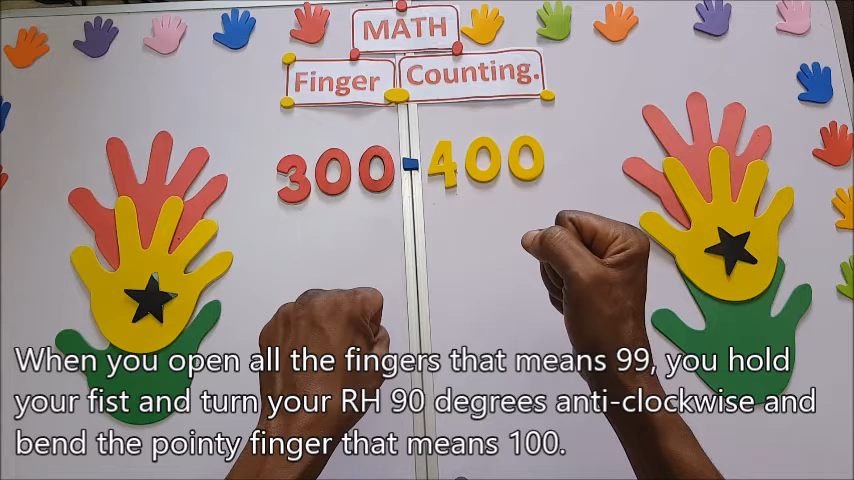 MATH
Finger Counting.
300-400
When you open all the fingers that means 99, you hold
your fist and turn your RH 90 degrees anti-clockwise and
bend the pointy finger that means 100.